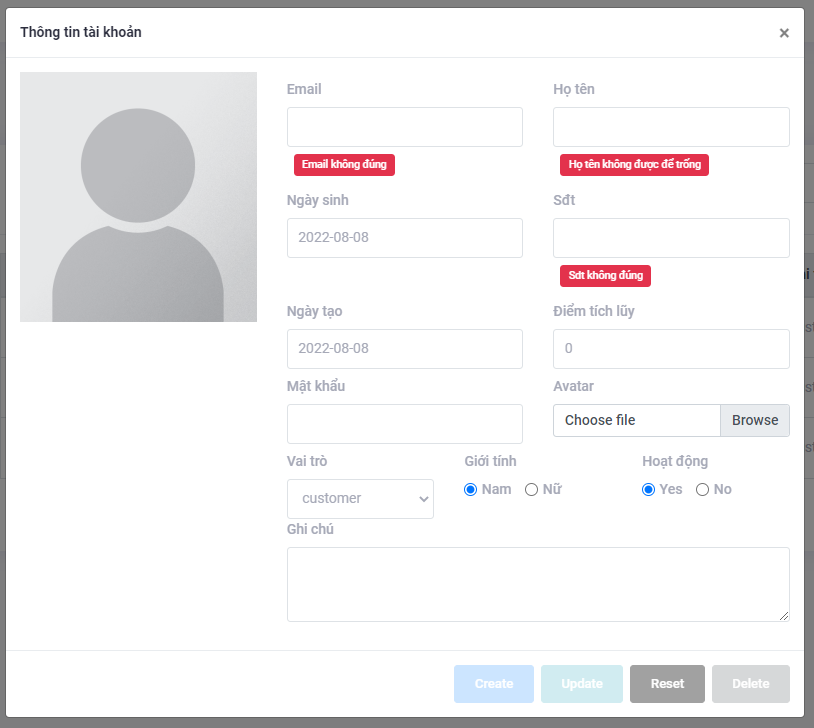 Thông tin tài khoản
×
Email
Họ tên
Email không đúng
Họ tên không được để trống
Ngày sinh
Sđt
2022-08-08
Sdt không đúng
Ngày tạo
Điểm tích lũy
2022-08-08
0
Mật khẩu
Avatar
Choose file
Browse
Vai trò
Giới tính
Hoạt động
customer
Nam
Nữ
Yes
No
Ghi chú
Create
Update
Reset
Delete